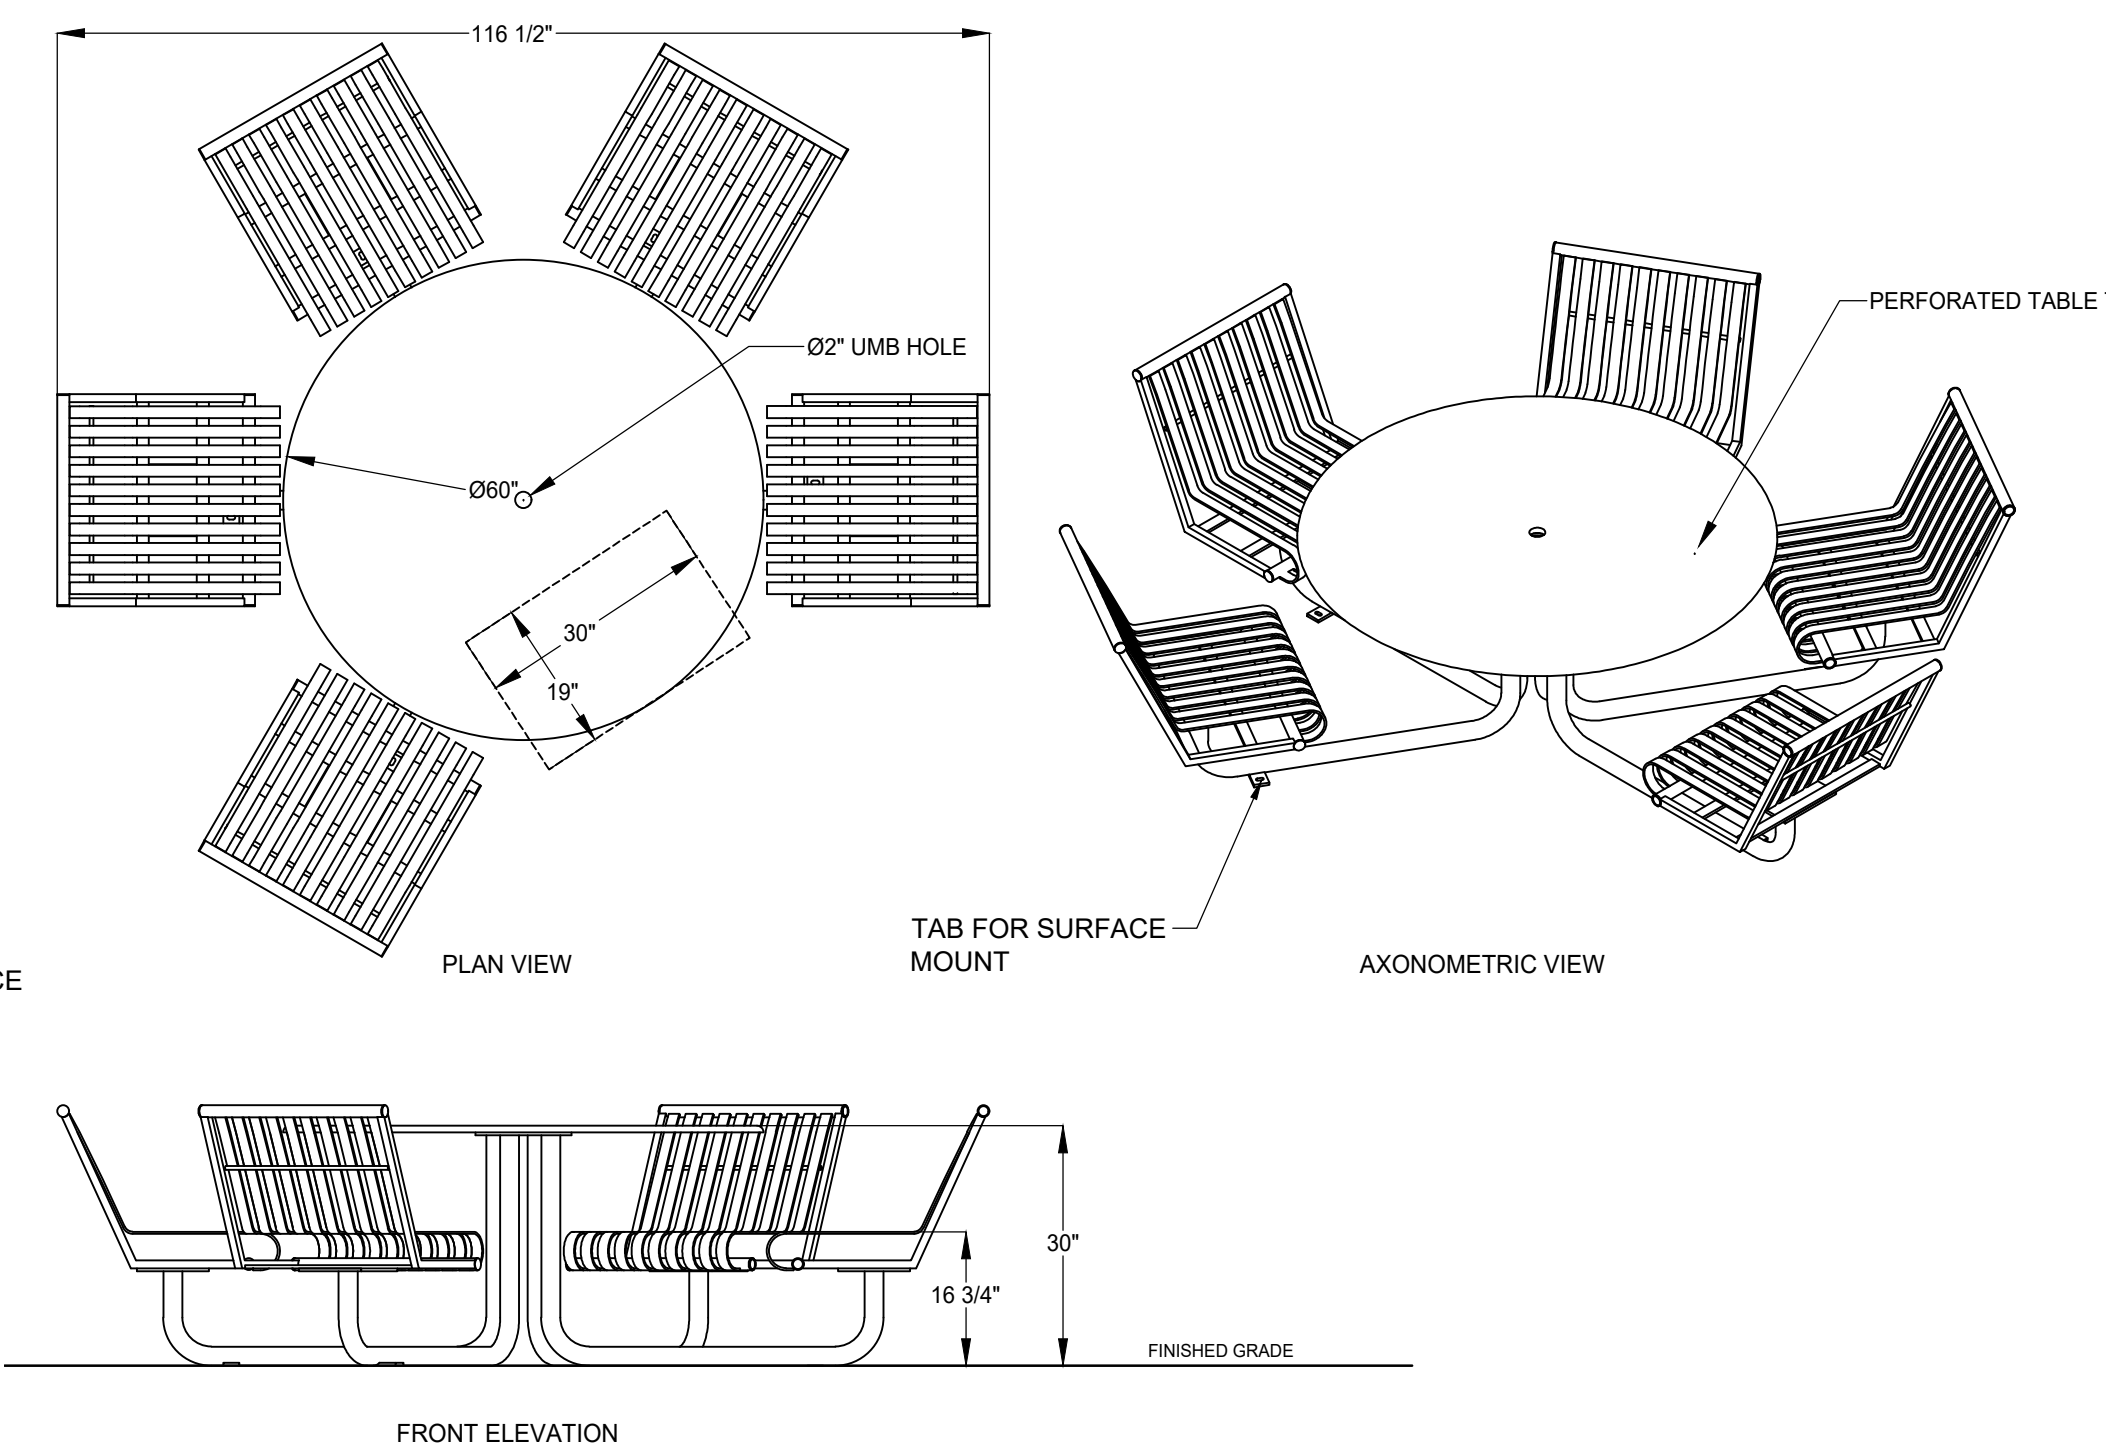 116 1/2"
Ø2" UMB HOLE
Ø60"
30"
19"
PERFORATED TABLE
TAB FOR SURFACE
MOUNT
PLAN VIEW
AXONOMETRIC VIEW
CE
30"
16 3/4"
FINISHED GRADE
FRONT ELEVATION